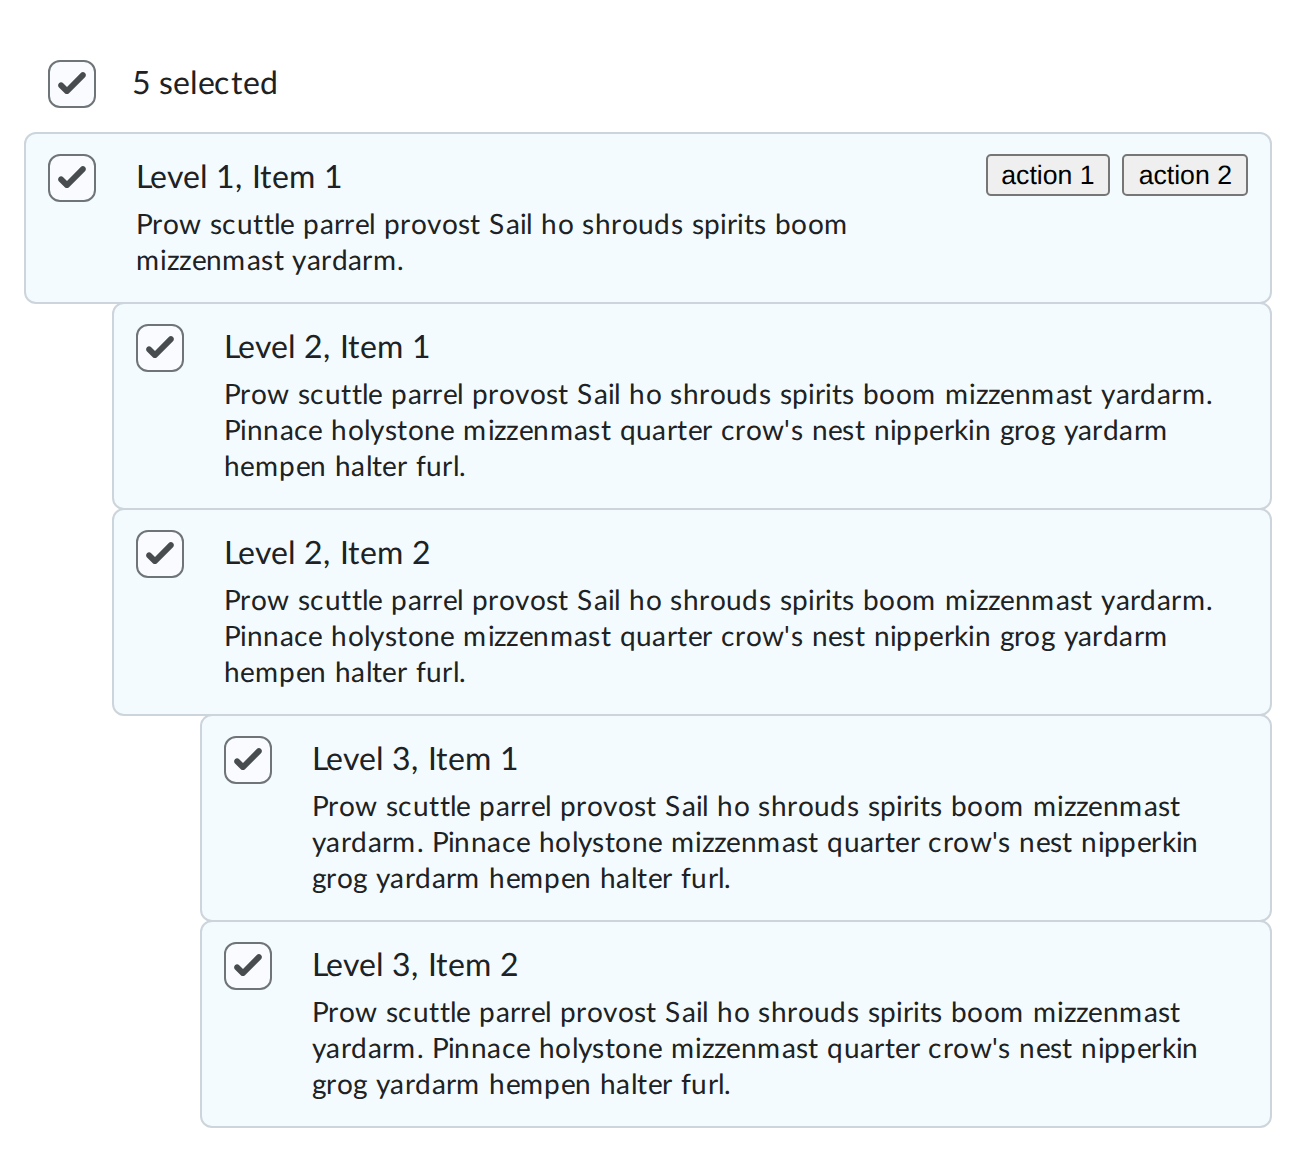 5 selected
Level 1, Item 1
action 1
action 2
Prow scuttle parrel provost Sail ho shrouds spirits boom
mizzenmast yardarm.
Level 2, Item 1
Prow scuttle parrel provost Sail ho shrouds spirits boom mizzenmast yardarm.
Pinnace holystone mizzenmast quarter crow's nest nipperkin grog yardarm
hempen halter furl.
Level 2, Item 2
Prow scuttle parrel provost Sail ho shrouds spirits boom mizzenmast yardarm.
Pinnace holystone mizzenmast quarter crow's nest nipperkin grog yardarm
hempen halter furl.
Level 3, Item 1
Prow scuttle parrel provost Sail ho shrouds spirits boom mizzenmast
yardarm. Pinnace holystone mizzenmast quarter crow's nest nipperkin
grog yardarm hempen halter furl.
Level 3, Item 2
Prow scuttle parrel provost Sail ho shrouds spirits boom mizzenmast
yardarm. Pinnace holystone mizzenmast quarter crow's nest nipperkin
grog yardarm hempen halter furl.